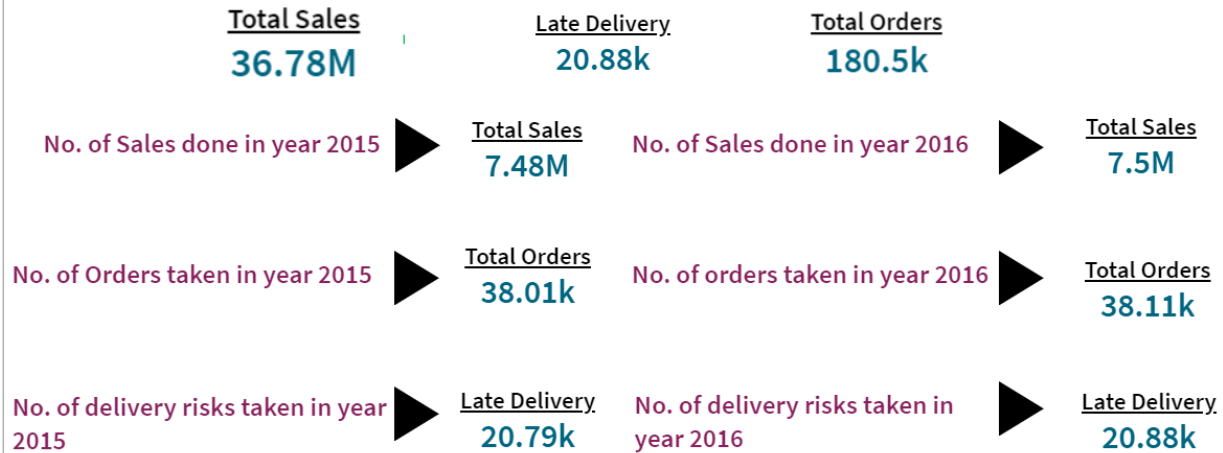 Total Sales
36.78M
Late Delivery
20.88k
Total Orders
180.5k
No. of Sales done in year 2015
Total Sales
7.48M
No. of Sales done in year 2016
Total Sales
7.5M
No. of Orders taken in year 2015
Total Orders
38.01k
No. of orders taken in year 2016
Total Orders
38.11k
No. of delivery risks taken in year
2015
Late Delivery
20.79k
No. of delivery risks taken in
year 2016
Late Delivery
20.88k